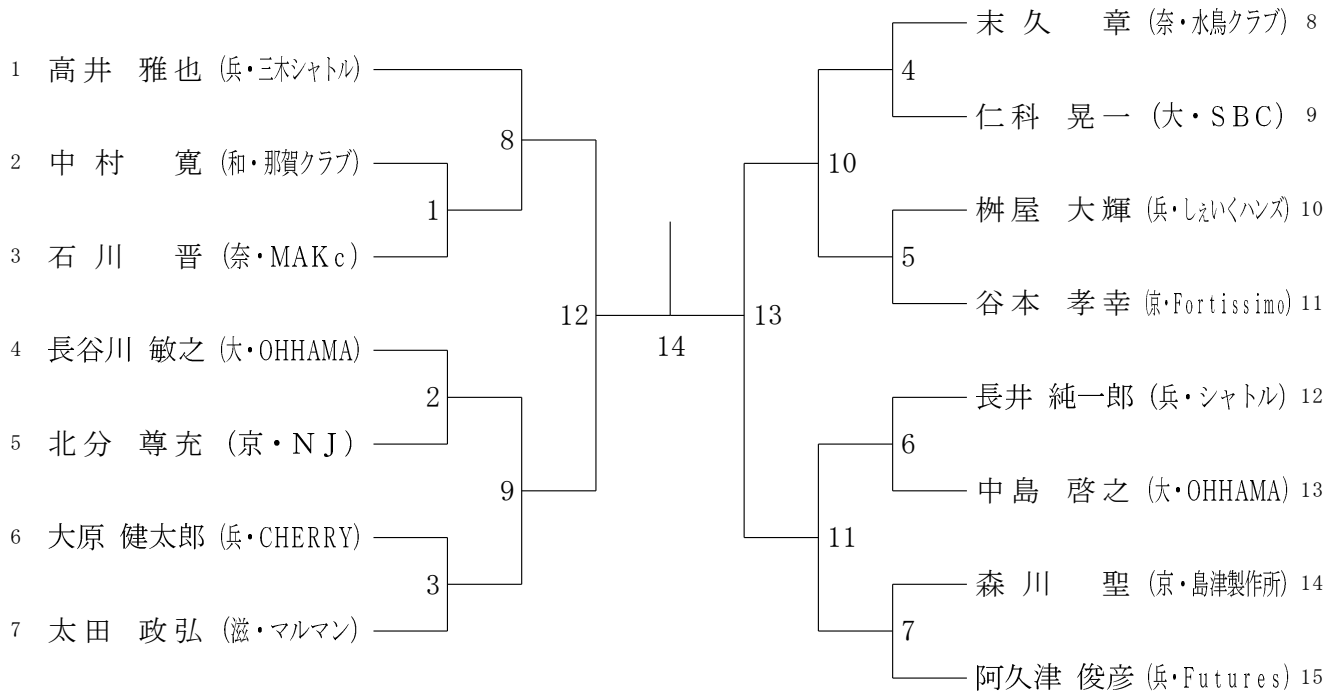 1 高井 雅也 (兵・三木シャトル)
2 中村 寛 (和・那賀クラブ)
3 石川 晋 (奈・MAKc)
4 長谷川 敏之 (大・OHHAMA)
5 北分 尊充 (京・NJ)
6 大原 健太郎 (兵・CHERRY)
7 太田 政弘 (滋・マルマン)
1
2
3
8
9
12
14
13
10
11
4
5
6
7
末久 章 (奈・水鳥クラブ) 8
仁科 晃一 (大・SBC) 9
桝屋 大輝 (兵・しぇいくハンズ) 10
谷本 孝幸 (京・Fortissimo) 11
長井 純一郎 (兵・シャトル) 12
中島 啓之 (大・OHHAMA) 13
森川 聖 (京・島津製作所) 14
阿久津 俊彦 (兵・Futures) 15